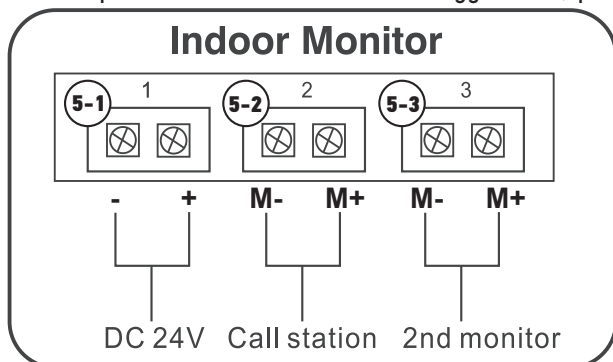 Indoor Monitor
5-1 1 5-2 2 5-3 3
- + M- M+ M- M+
DC 24V Call station 2nd monitor